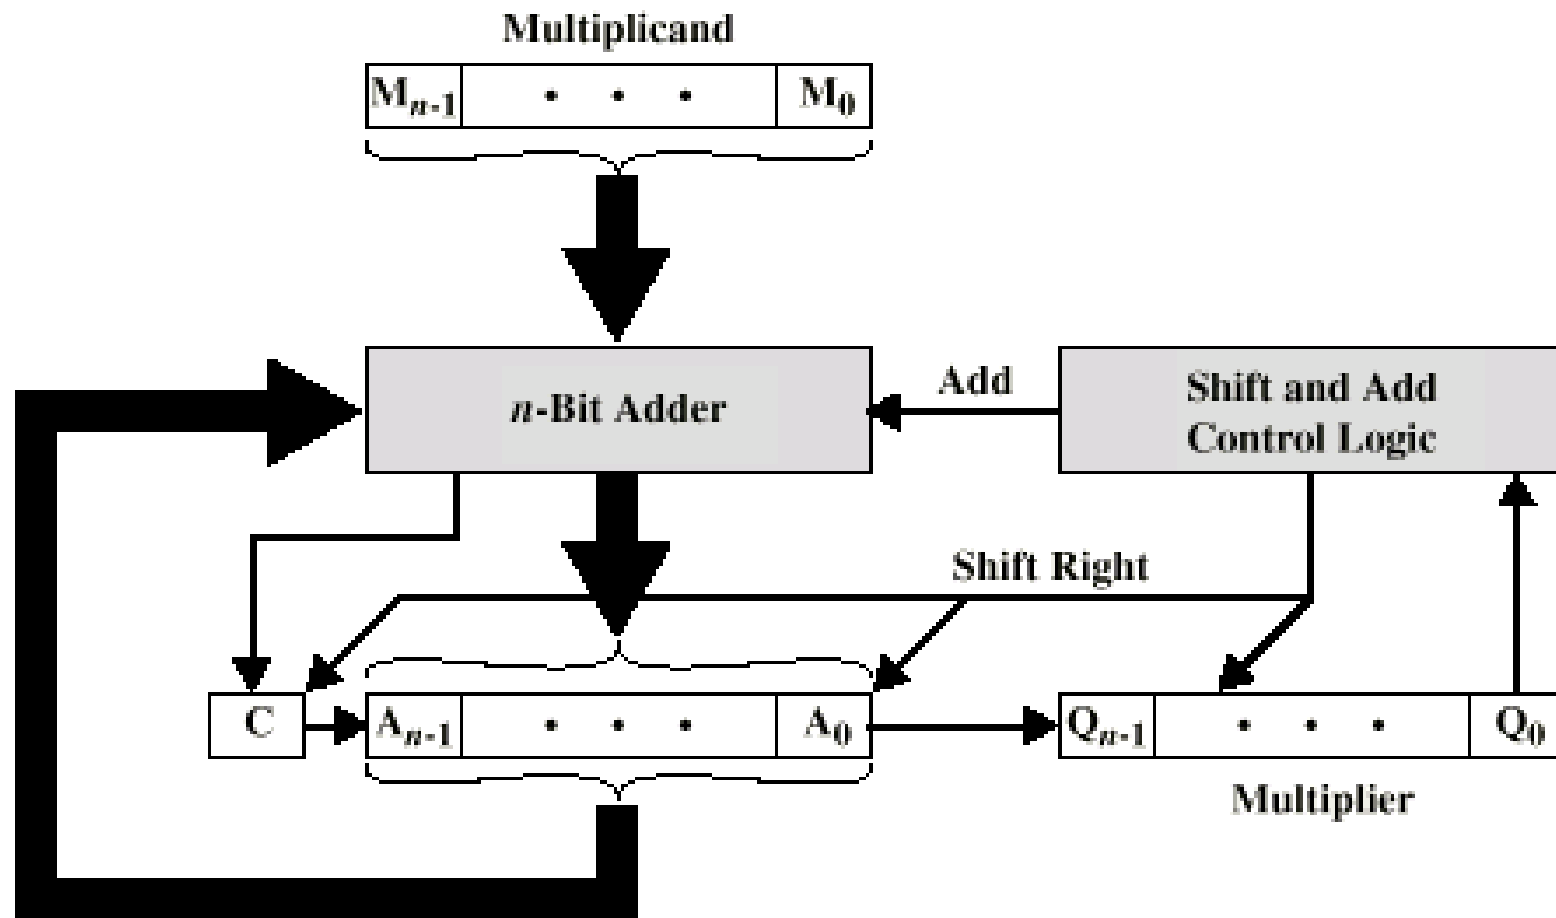 Multiplicand
Mn-1 • • • M0
n-Bit Adder
Add
Shift and Add
Control Logic
Shift Right
C
An-1 • • • A0
Qn-1 • • • Q0
Multiplier